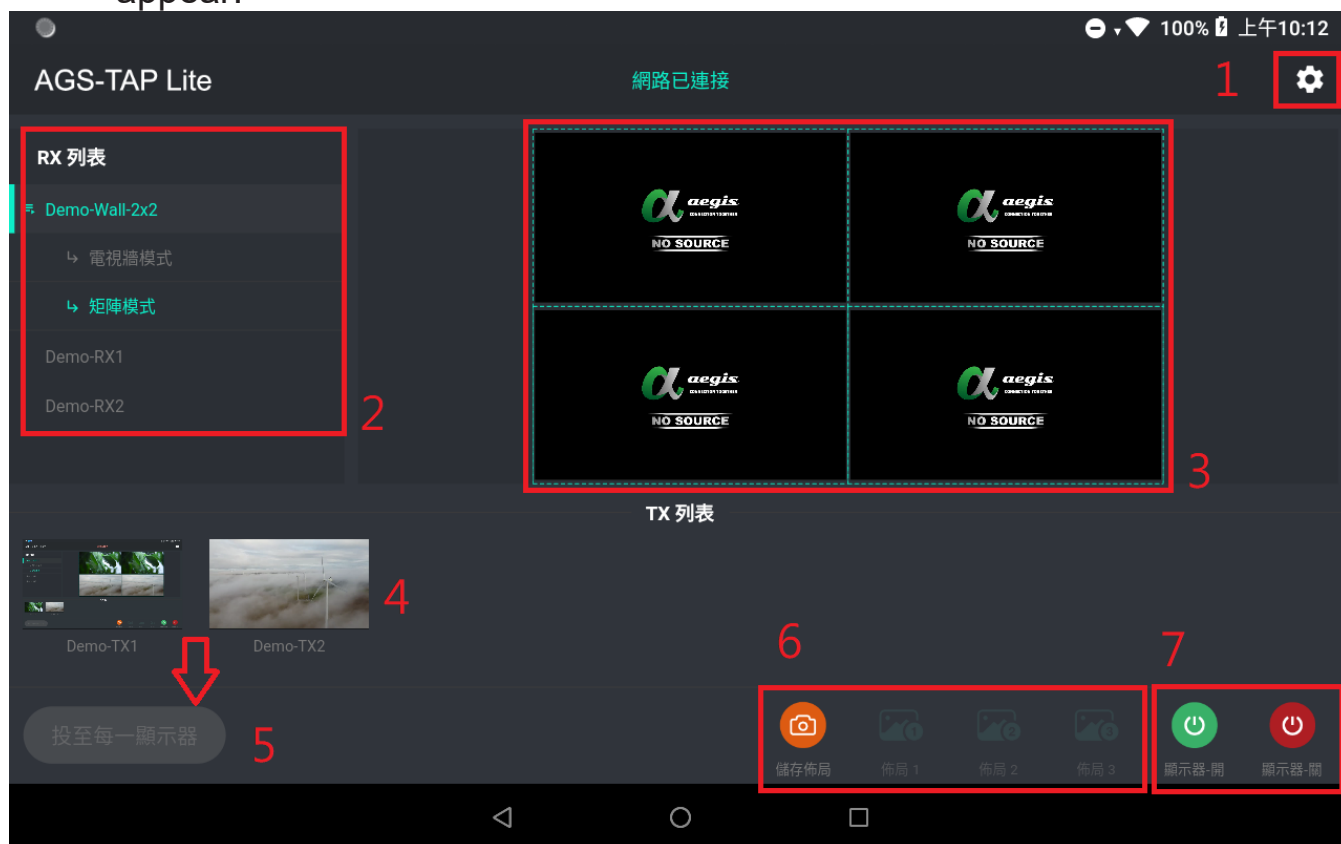 appear.
100% 上午10:12
AGS-TAP Lite
網路已連接
1
RX 列表
Demo-Wall-2x2
電視牆模式
矩陣模式
Demo-RX1
Demo-RX2
2
aegis
NO SOURCE
aegis
NO SOURCE
aegis
NO SOURCE
aegis
NO SOURCE
3
TX 列表
4
Demo-TX1
Demo-TX2
投至每一顯示器
5
6
儲存佈局
佈局 1
佈局 2
佈局 3
7
顯示器-開
顯示器-關